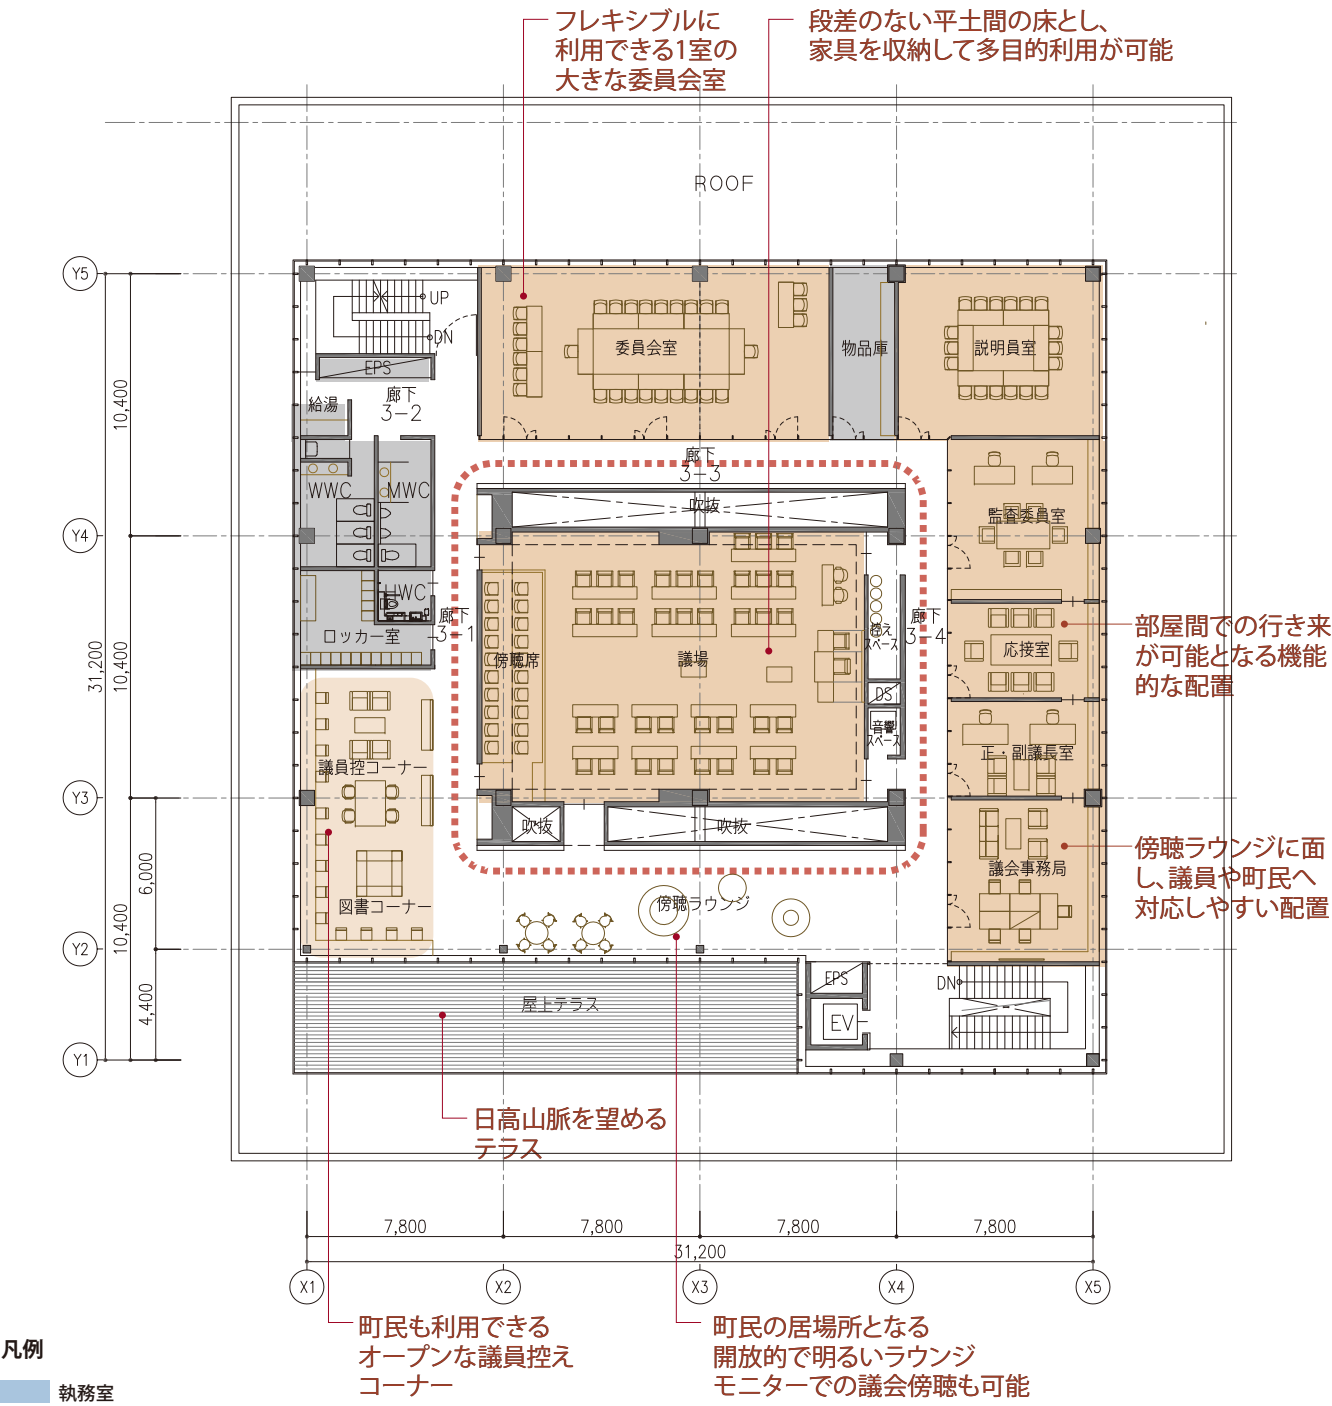 フレキシブルに
利用できる1室の
大きな委員会室
段差のない平土間の床とし、
家具を収納して多目的利用が可能
ROOF
Y5
UP
DN
EPS
廊下
3-2
給湯
委員会室
物品庫
説明員室
10,400
廊下
3-3
WWC
MWC
吹抜
監査委員室
Y4
HWC
廊下
3-1
ロッカー室
傍聴席
議場
控え
スペース
廊下
3-4
DS
音響
スペース
応接室
部屋間での行き来
が可能となる機能
的な配置
31,200
10,400
正・副議長室
議員控コーナー
Y3
吹抜
吹抜
傍聴ラウンジに面
し、議員や町民へ
対応しやすい配置
議会事務局
6,000
10,400
図書コーナー
傍聴ラウンジ
Y2
4,400
屋上テラス
EPS
EV
DN
Y1
日高山脈を望める
テラス
7,800
7,800
7,800
7,800
31,200
X1
X2
X3
X4
X5
町民も利用できる
オープンな議員控え
コーナー
町民の居場所となる
開放的で明るいラウンジ
モニターでの議会傍聴も可能
凡例
執務室